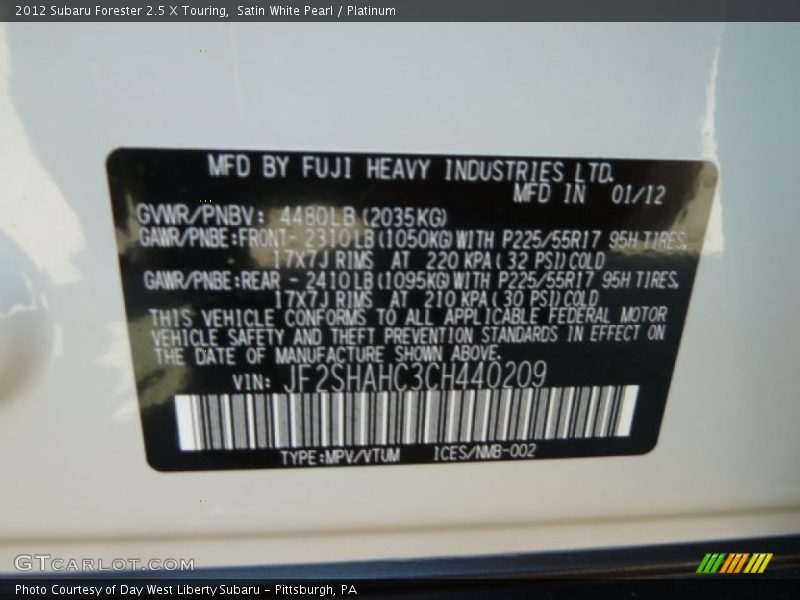 2012 Subaru Forester 2.5 X Touring,  Satin White Pearl / Platinum
MFD BY FUJI HEAVY INDUSTRIES LTD.
MFD IN 01/12
GVWR/PNBV: 4480LB(2035KG)
GAWR/PNBE:FRONT- 2310LB(1050KG)WITH P225/55R17 95H TIRES,
17X7J RIMS AT 220 KPA( 32 PSI)COLD
GAWR/PNBE:REAR - 2410LB(1095KG)WITH P225/55R17 95H TIRES,
17X7J RIMS AT 210 KPA( 30 PSI)COLD
THIS VEHICLE CONFORMS TO ALL APPLICABLE FEDERAL MOTOR
VEHICLE SAFETY AND THEFT PREVENTION STANDARDS IN EFFECT ON
THE DATE OF MANUFACTURE SHOWN ABOVE.
VIN: JF2SHAHC3CH440209
TYPE:MPV/VTUM ICES/NMB-002
GTCARLOT.COM
Photo Courtesy of Day West Liberty Subaru - Pittsburgh, PA